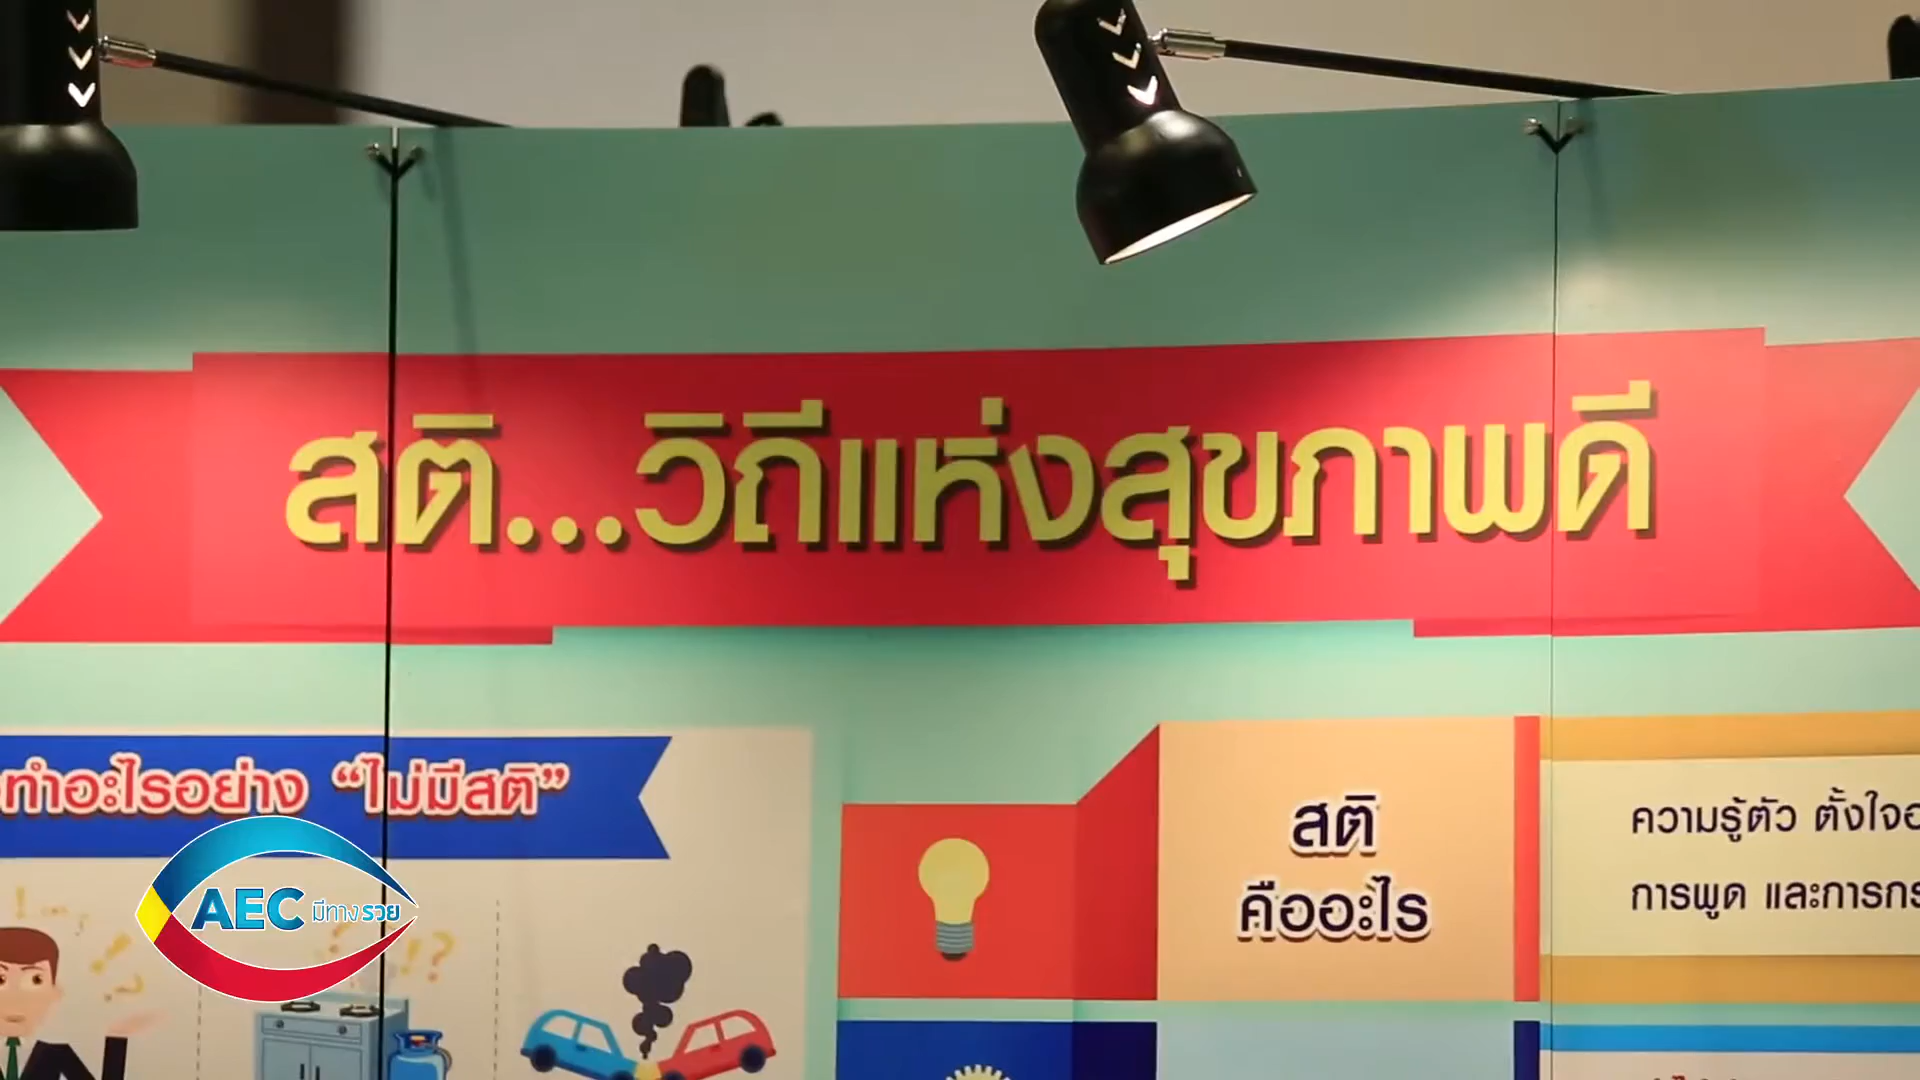 สติ...วิถีแห่งสุขภาพดี
ทำอะไรอย่าง “ไม่มีสติ”
สติ
คืออะไร
ความรู้ตัว ตั้งใจ
การพูด และการ
AEC มีทางรวย